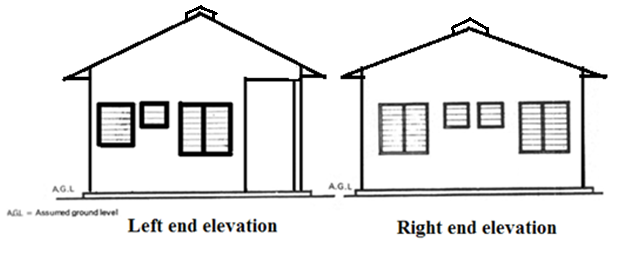 A.G.L
A.G.L
A.G.L = Assumed ground level
Left end elevation
Right end elevation